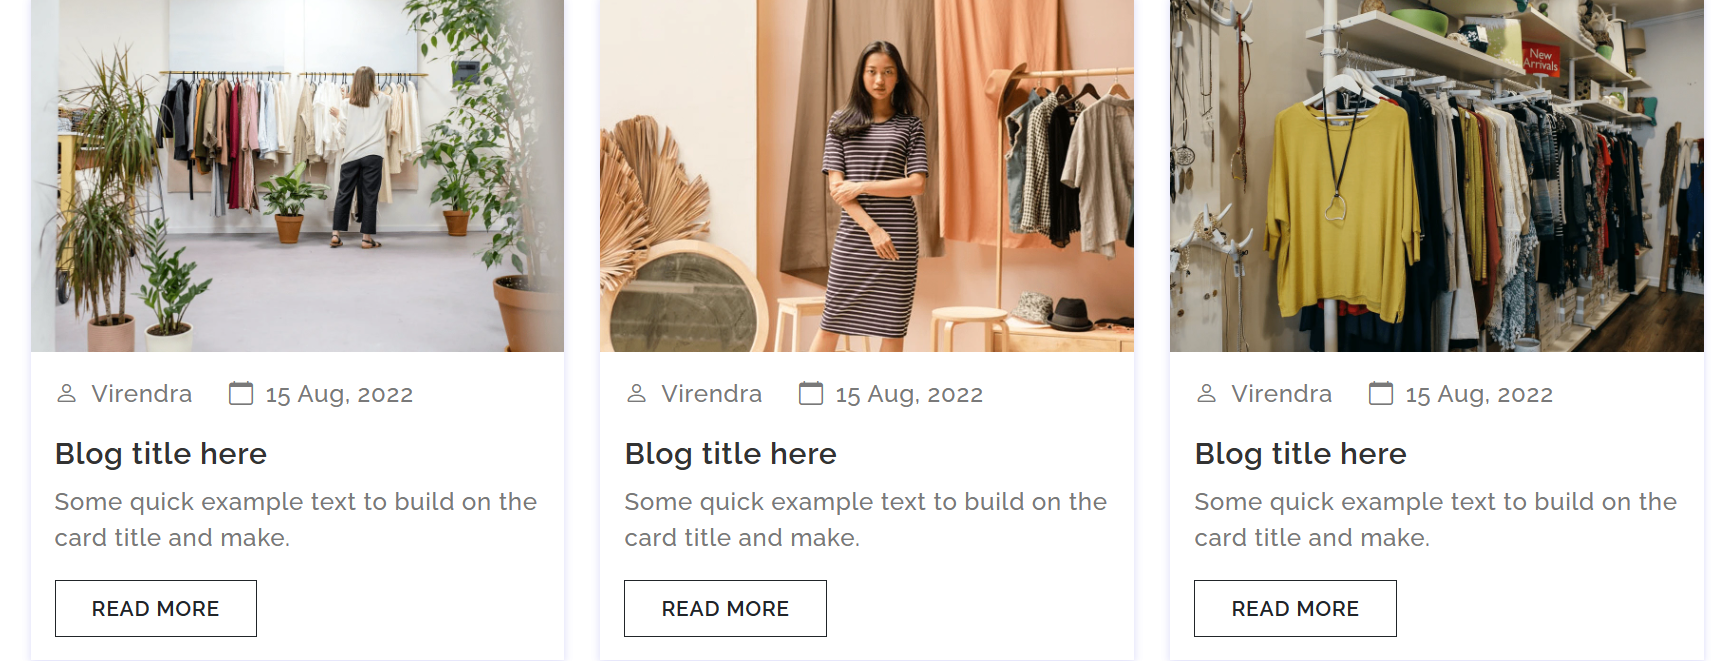 New
Arrivals
Virendra 15 Aug, 2022
Blog title here
Some quick example text to build on the
card title and make.
READ MORE
Virendra 15 Aug, 2022
Blog title here
Some quick example text to build on the
card title and make.
READ MORE
Virendra 15 Aug, 2022
Blog title here
Some quick example text to build on the
card title and make.
READ MORE